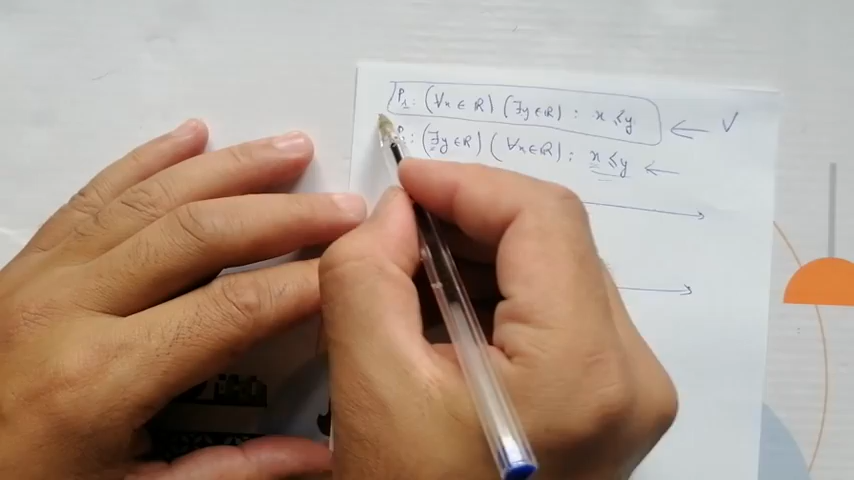 P1: (∀x ∈ ℝ) (∃y ∈ ℝ) : x ⩽ y ← V
(∃y ∈ ℝ) (∀x ∈ ℝ) : x ⩽ y ←